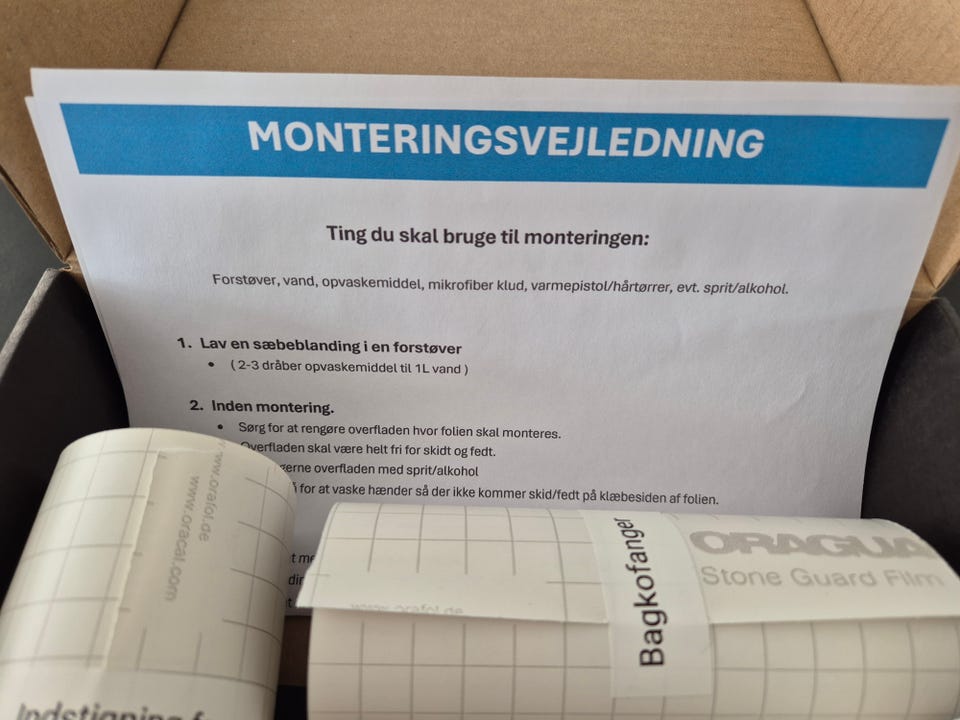 MONTERINGSVEJLEDNING
Ting du skal bruge til monteringen:
Forstøver, vand, opvaskemiddel, mikrofiber klud, varmepistol/hårtørrer, evt. sprit/alkohol.
1. Lav en sæbeblanding i en forstøver
• ( 2-3 dråber opvaskemiddel til 1L vand )
2. Inden montering.
• Sørg for at rengøre overfladen hvor folien skal monteres.
Overfladen skal være helt fri for skidt og fedt.
overfladen med sprit/alkohol
for at vaske hænder så der ikke kommer skid/fedt på klæbesiden af folien.
www.orafol.de
www.oracal.com
Indstigning
Bagkofanger
ORAGUA
Stone Guard Film
www.orafol.de